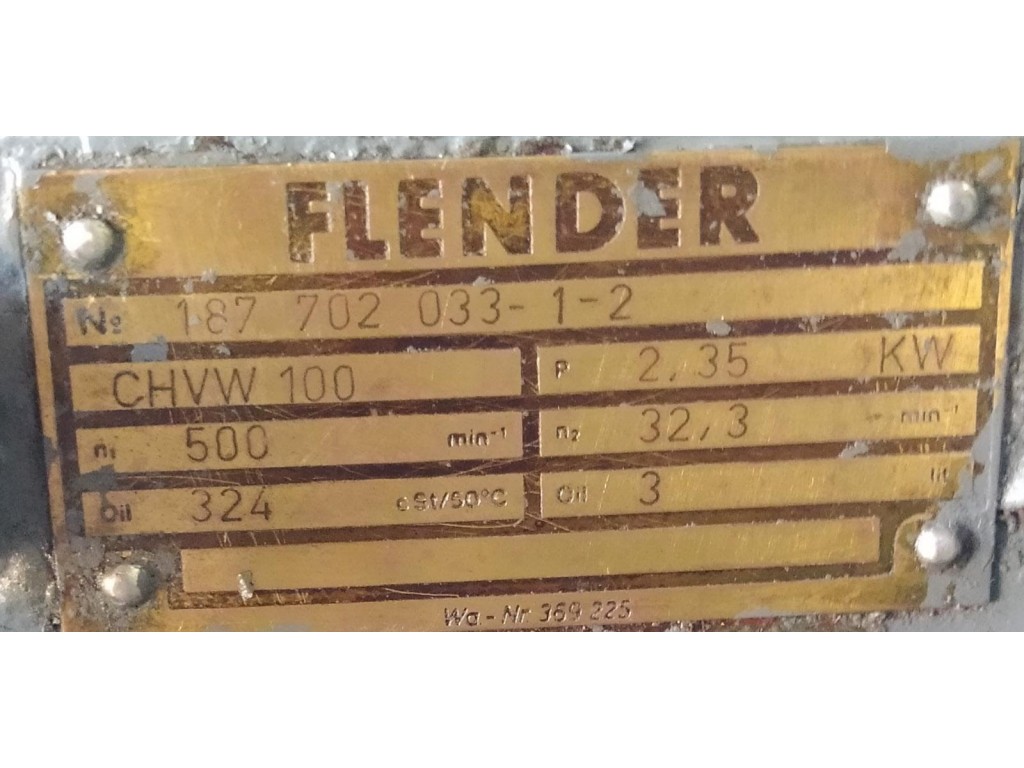 FLENDER
No 187 702 033-1-2
CHVW 100 P 2,35 KW
n₁ 500 min⁻¹ n₂ 32,3 min⁻¹
Oil 324 cSt/50°C Oil 3 lit
Wa.-Nr. 369 225